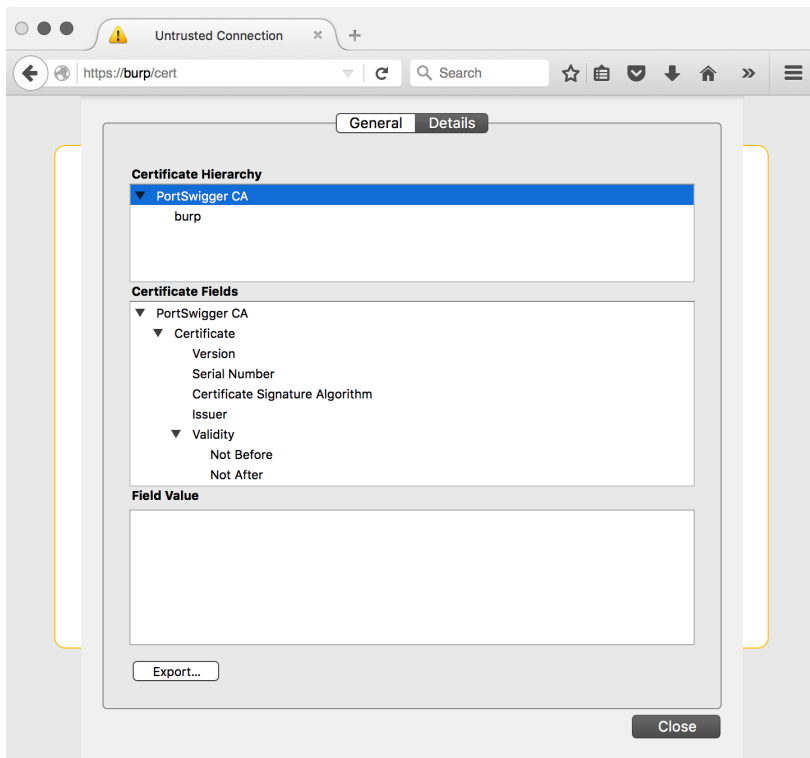 Untrusted Connection
https://burp/cert
Search
General Details
Certificate Hierarchy
PortSwigger CA
burp
Certificate Fields
PortSwigger CA
Certificate
Version
Serial Number
Certificate Signature Algorithm
Issuer
Validity
Not Before
Not After
Field Value
Export...
Close